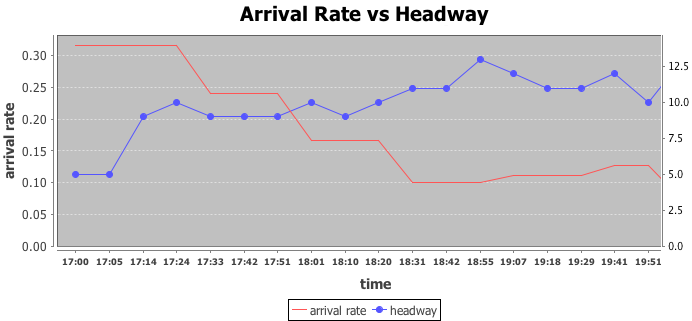 Arrival Rate vs Headway
0.30
0.25
0.20
0.15
0.10
0.05
0.00
arrival rate
12.5
10.0
7.5
5.0
2.5
0.0
17:00 17:05 17:14 17:24 17:33 17:42 17:51 18:01 18:10 18:20 18:31 18:42 18:55 19:07 19:18 19:29 19:41 19:51
time
arrival rate headway